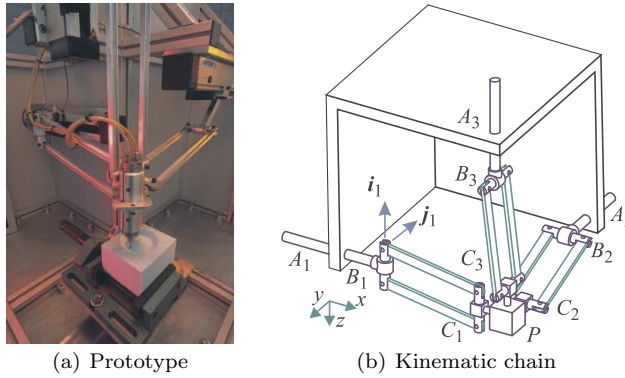 A3
B3
i1
j1
A
B2
A1
B1
C3
y x
z
C1
P
C2
(a) Prototype
(b) Kinematic chain